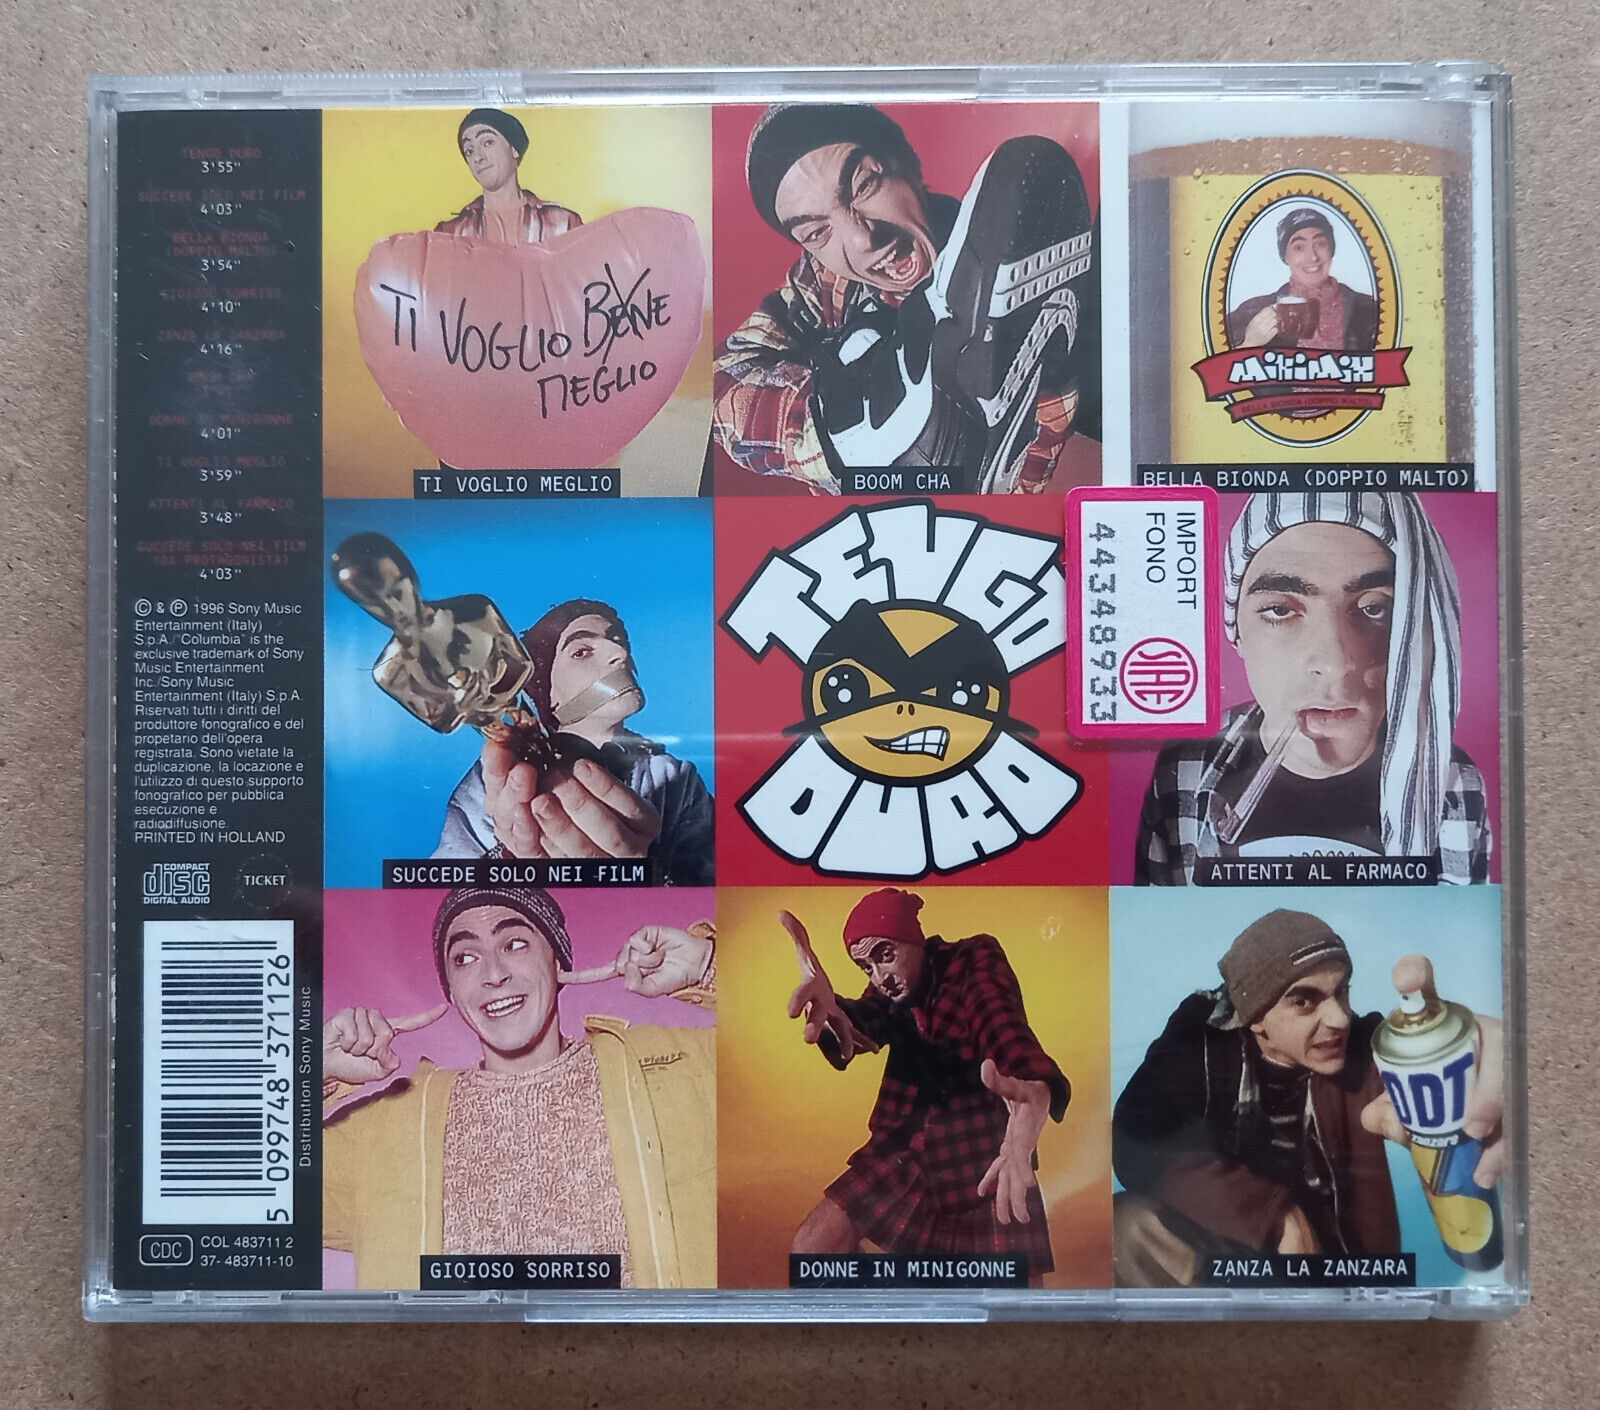 TENGO DURO
3'55"
SUCCEDE SOLO NEI FILM
4'03"
BELLA BIONDA
(DOPPIO MALTO)
3'54"
GIOIOSO SORRISO
4'10"
ZANZA LA ZANZARA
4'16"
BOOM CHA
DONNE IN MINIGONNE
4'01"
TI VOGLIO MEGLIO
3'59"
ATTENTI AL FARMACO
3'48"
SUCCEDE SOLO NEL FILM
(DA PROTAGONISTA)
4'03"
© & ℗ 1996 Sony Music
Entertainment (Italy)
S.p.A./"Columbia" is the
exclusive trademark of Sony
Music Entertainment
Inc./Sony Music
Entertainment (Italy) S.p.A.
Riservati tutti i diritti del
produttore fonografico e del
propetario dell'opera
registrata. Sono vietate la
duplicazione, la locazione e
l'utilizzo di questo supporto
fonografico per pubblica
esecuzione e
radiodiffusione.
PRINTED IN HOLLAND
COMPACT
disc
DIGITAL AUDIO
TICKET
5 099748 371126
Distribution Sony Music
CDC
COL 483711 2
37- 483711-10
TI VOGLIO BENE
MEGLIO
TI VOGLIO MEGLIO
BOOM CHA
MIKIMIX
BELLA BIONDA (DOPPIO MALTO)
BELLA BIONDA (DOPPIO MALTO)
SUCCEDE SOLO NEI FILM
TENGO
DURO
IMPORT
FONO
44348933
SIAE
ATTENTI AL FARMACO
GIOIOSO SORRISO
DONNE IN MINIGONNE
DDT
zanzare
ZANZA LA ZANZARA